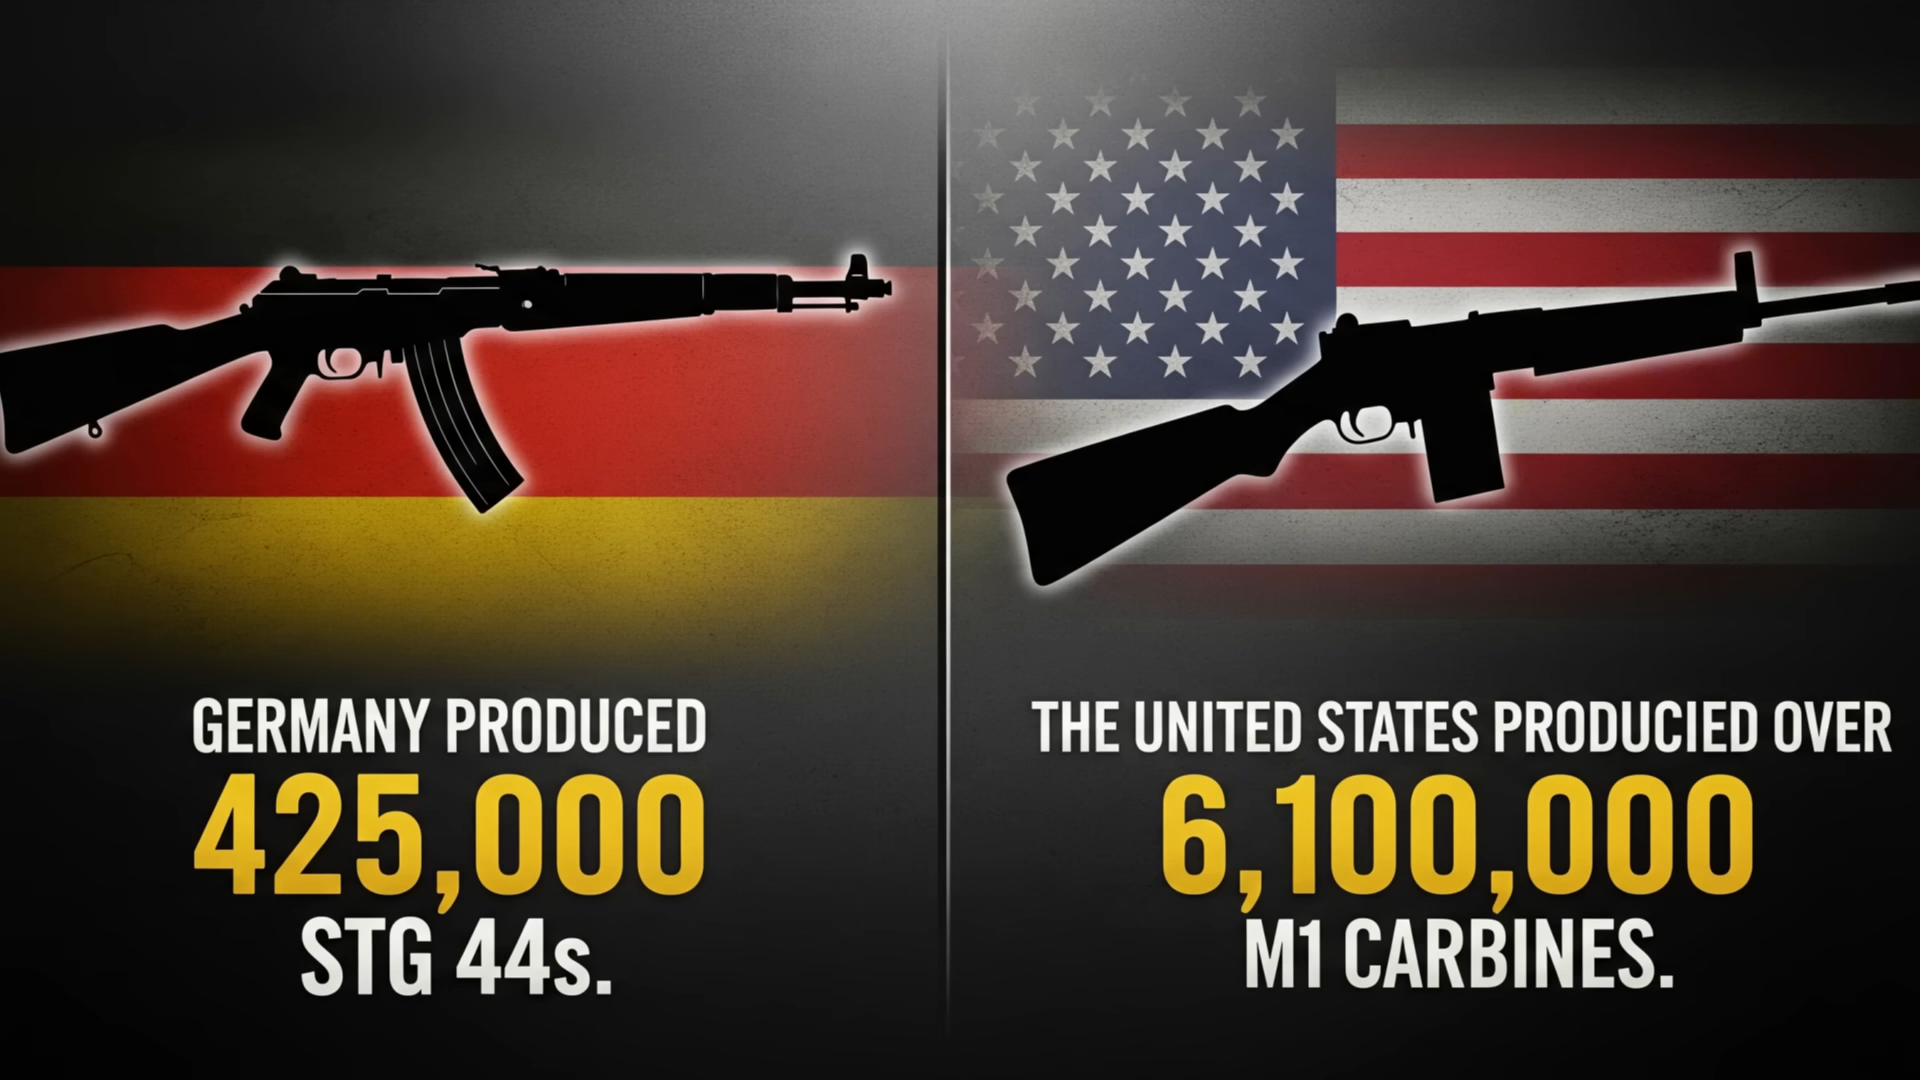 GERMANY PRODUCED
425,000
STG 44s.
THE UNITED STATES PRODUCIED OVER
6,100,000
M1 CARBINES.